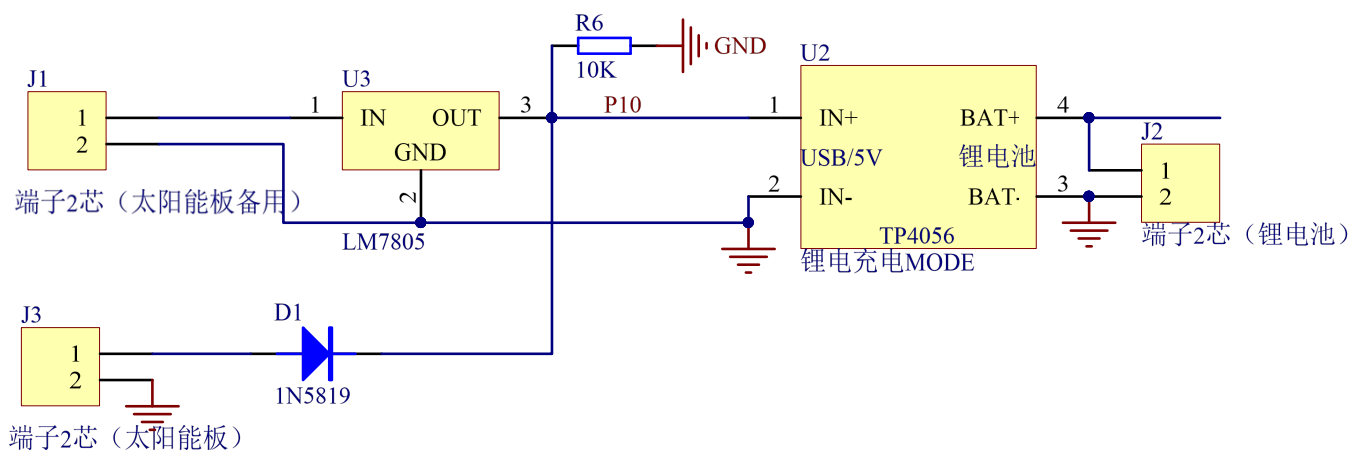 R6
10K
GND
J1
1
2
端子2芯（太阳能板备用）
U3
1
IN
OUT
3
GND
2
LM7805
P10
U2
1
IN+
BAT+
4
USB/5V
锂电池
2
IN-
BAT-
3
TP4056
锂电充电MODE
J2
1
2
端子2芯（锂电池）
J3
1
2
端子2芯（太阳能板）
D1
1N5819